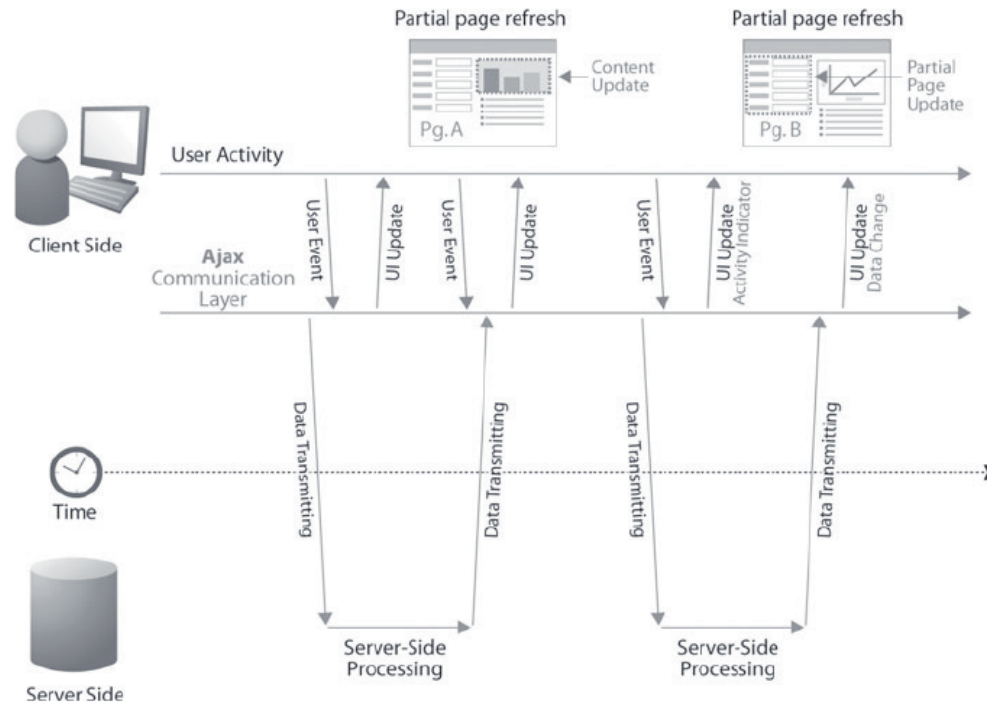 Partial page refresh
Partial page refresh
Content
Update
Partial
Page
Update
Pg. A
Pg. B
User Activity
Client Side
User Event
UI Update
User Event
UI Update
User Event
UI Update
Activity Indicator
UI Update
Data Change
Ajax
Communication
Layer
Data Transmitting
Data Transmitting
Data Transmitting
Data Transmitting
Time
Server-Side
Processing
Server-Side
Processing
Server Side